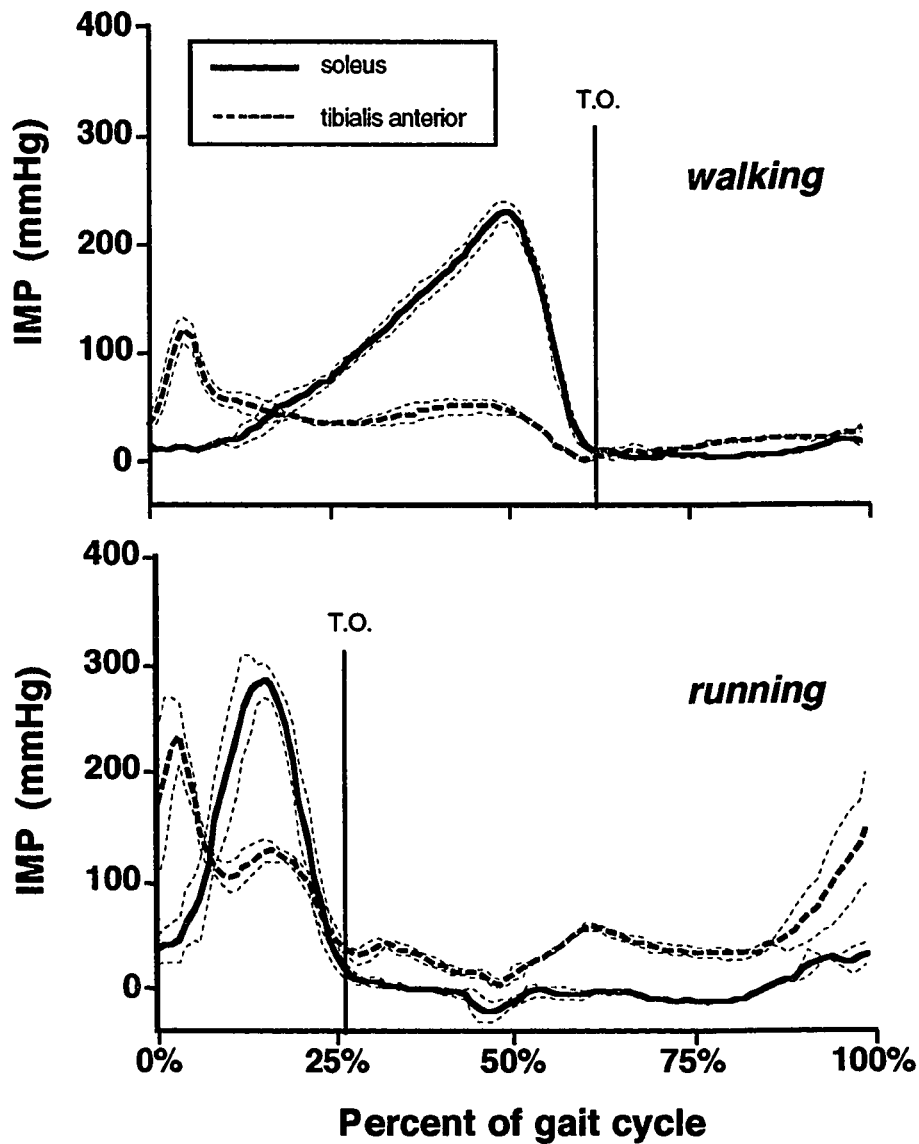 400
300
200
100
0
IMP (mmHg)
soleus
tibialis anterior
T.O.
walking
400
300
200
100
0
IMP (mmHg)
T.O.
running
0%
25%
50%
75%
100%
Percent of gait cycle